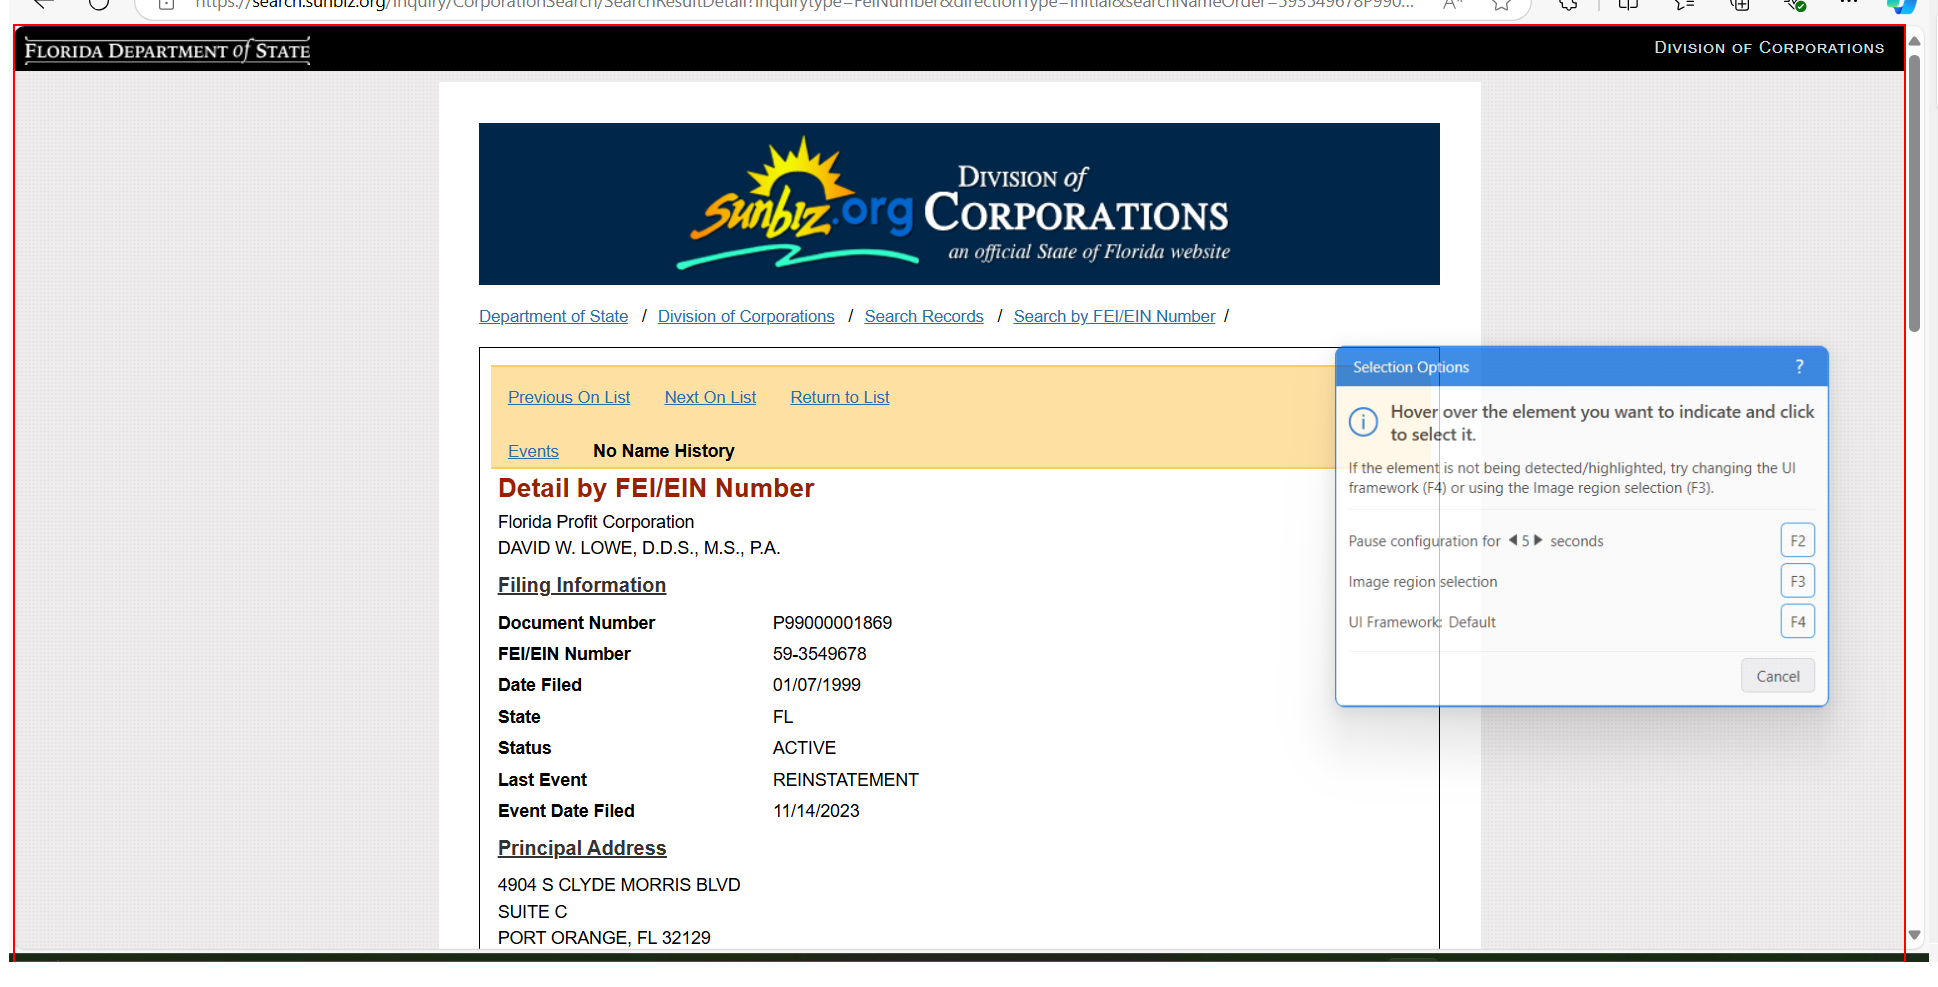 https://search.sunbiz.org/Inquiry/CorporationSearch/SearchResultDetail?inquirytype=FeiNumber&directionType=Initial&searchNameOrder=593549678P990...
FLORIDA DEPARTMENT of STATE
DIVISION OF CORPORATIONS
Sunbiz.org
DIVISION of
CORPORATIONS
an official State of Florida website
Department of State / Division of Corporations / Search Records / Search by FEI/EIN Number /
Previous On List Next On List Return to List
Events No Name History
Detail by FEI/EIN Number
Florida Profit Corporation
DAVID W. LOWE, D.D.S., M.S., P.A.
Filing Information
Document Number P99000001869
FEI/EIN Number 59-3549678
Date Filed 01/07/1999
State FL
Status ACTIVE
Last Event REINSTATEMENT
Event Date Filed 11/14/2023
Principal Address
4904 S CLYDE MORRIS BLVD
SUITE C
PORT ORANGE, FL 32129
Selection Options ?
Hover over the element you want to indicate and click
to select it.
If the element is not being detected/highlighted, try changing the UI
framework (F4) or using the Image region selection (F3).
Pause configuration for 5 seconds F2
Image region selection F3
UI Framework: Default F4
Cancel